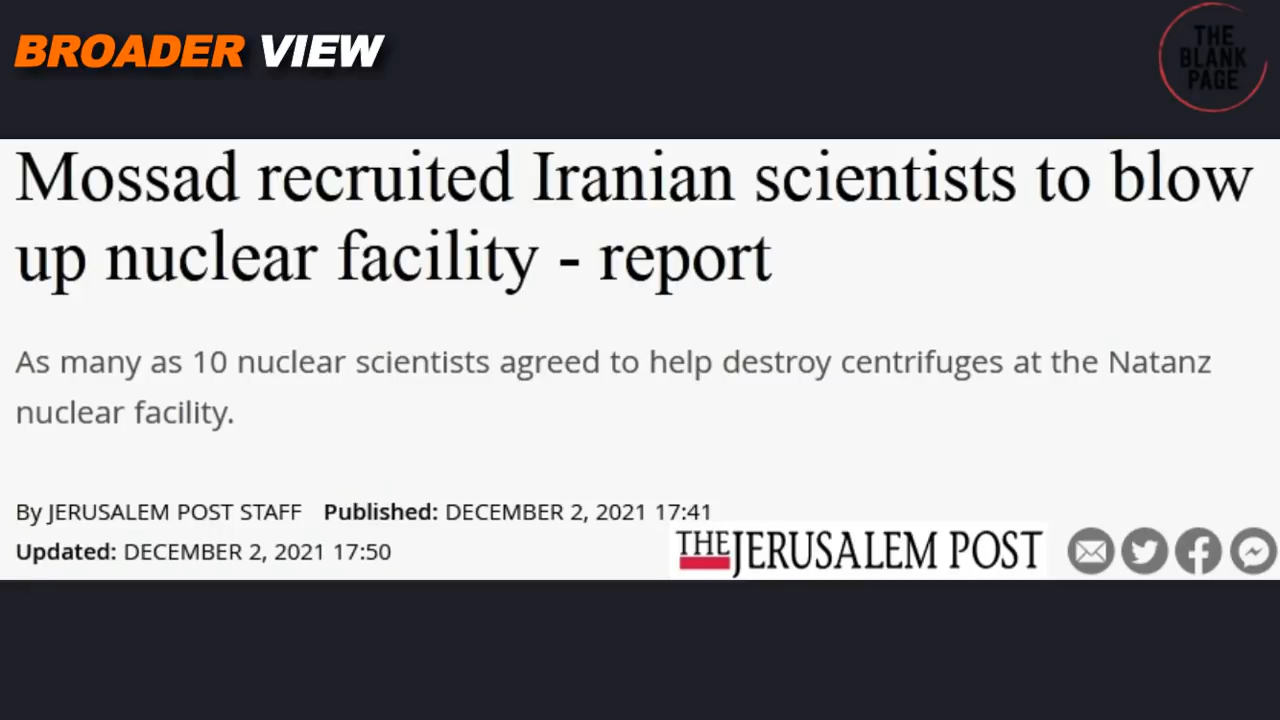 BROADER VIEW
THE
BLANK
PAGE
Mossad recruited Iranian scientists to blow
up nuclear facility - report
As many as 10 nuclear scientists agreed to help destroy centrifuges at the Natanz
nuclear facility.
By JERUSALEM POST STAFF Published: DECEMBER 2, 2021 17:41
Updated: DECEMBER 2, 2021 17:50
THE JERUSALEM POST